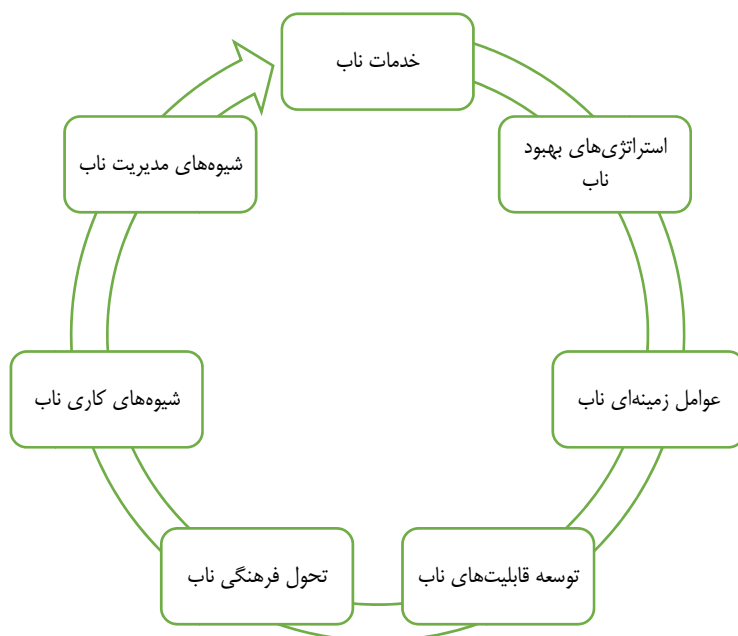 خدمات ناب
استراتژی‌های بهبود
ناب
عوامل زمینه‌ای ناب
توسعه قابلیت‌های ناب
تحول فرهنگی ناب
شیوه‌های کاری ناب
شیوه‌های مدیریت ناب